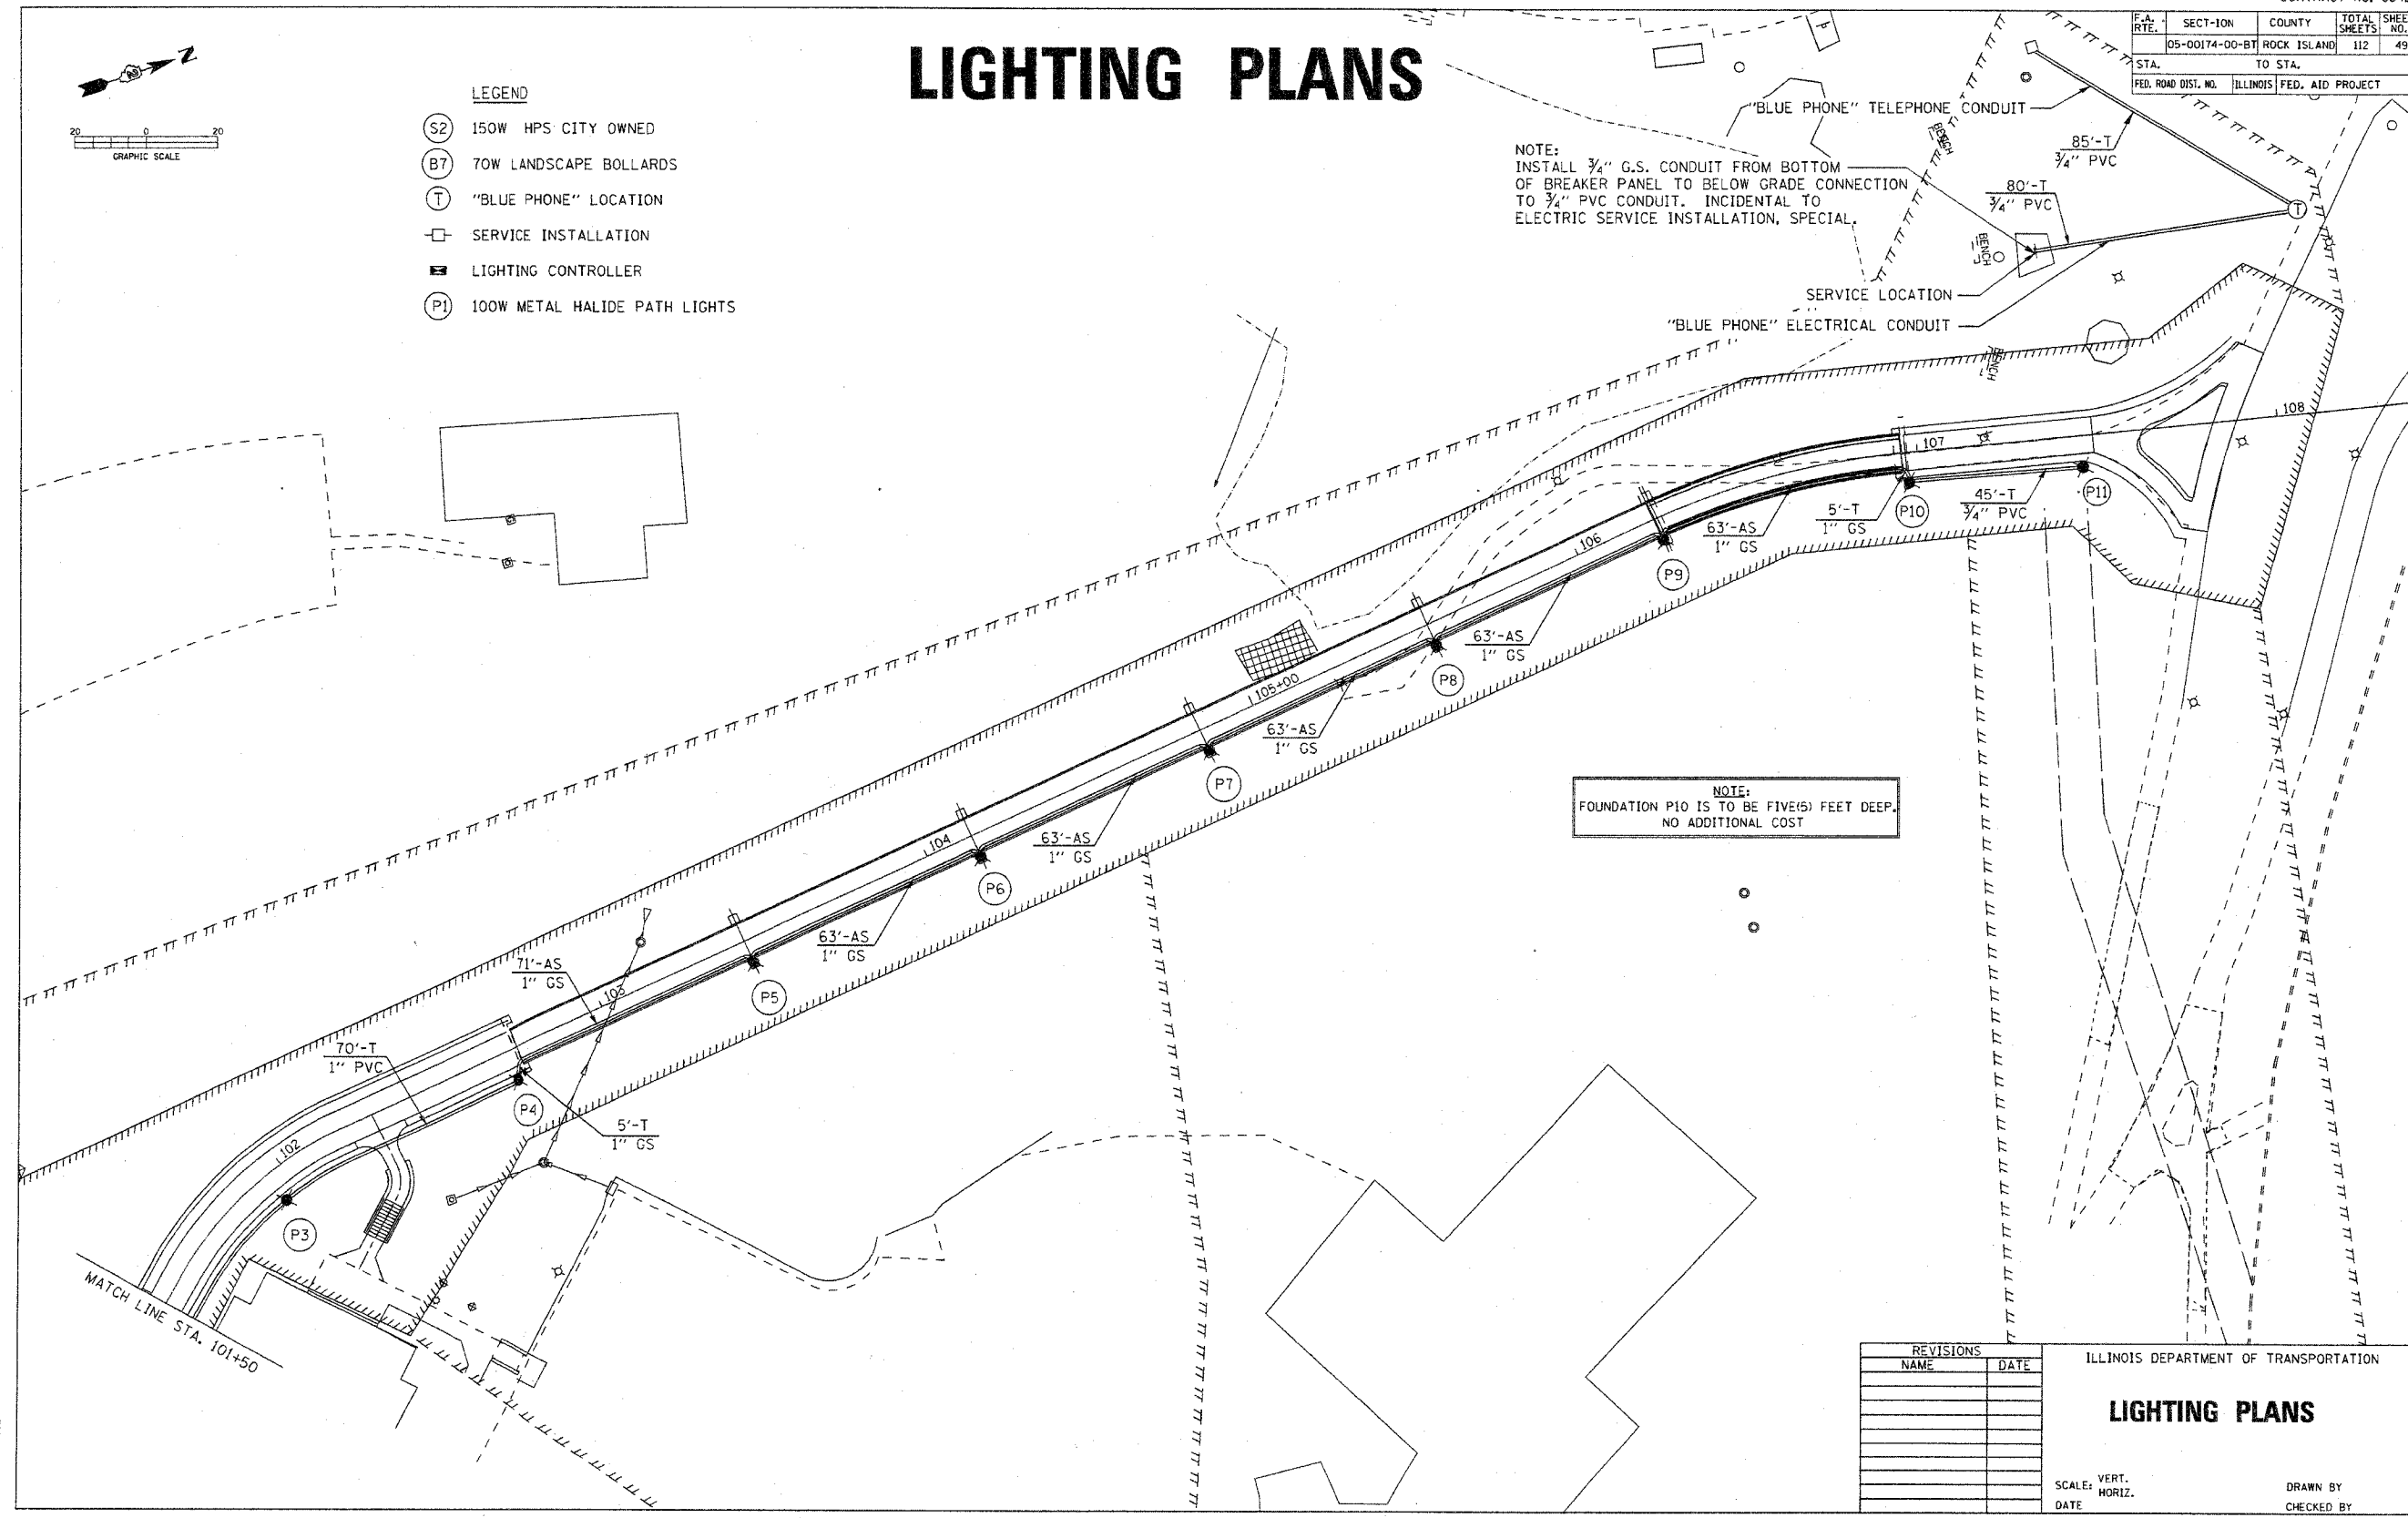 F.A. RTE. SECT-ION COUNTY TOTAL SHEETS
05-00174-00-BT ROCK ISLAND 112 49
STA. TO STA.
FED. ROAD DIST. NO. ILLINOIS FED. AID PROJECT
LIGHTING PLANS
Z
20 0 20
GRAPHIC SCALE
LEGEND
S2 150W HPS CITY OWNED
B7 70W LANDSCAPE BOLLARDS
T "BLUE PHONE" LOCATION
SERVICE INSTALLATION
LIGHTING CONTROLLER
P1 100W METAL HALIDE PATH LIGHTS
"BLUE PHONE" TELEPHONE CONDUIT
NOTE:
INSTALL 3/4" G.S. CONDUIT FROM BOTTOM
OF BREAKER PANEL TO BELOW GRADE CONNECTION
TO 3/4" PVC CONDUIT. INCIDENTAL TO
ELECTRIC SERVICE INSTALLATION, SPECIAL.
BENCH
85'-T
3/4" PVC
80'-T
3/4" PVC
T
BENCH
SERVICE LOCATION
"BLUE PHONE" ELECTRICAL CONDUIT
BENCH
108
107
P11
45'-T
3/4" PVC
P10
5'-T
1" GS
63'-AS
1" GS
106
P9
63'-AS
1" GS
P8
105+00
63'-AS
1" GS
P7
63'-AS
1" GS
104
P6
63'-AS
1" GS
P5
71'-AS
1" GS
103
70'-T
1" PVC
P4
5'-T
1" GS
102
P3
MATCH LINE STA. 101+50
NOTE:
FOUNDATION P10 IS TO BE FIVE(5) FEET DEEP.
NO ADDITIONAL COST
REVISIONS
NAME DATE
ILLINOIS DEPARTMENT OF TRANSPORTATION
LIGHTING PLANS
SCALE: VERT.
HORIZ.
DATE
DRAWN BY
CHECKED BY